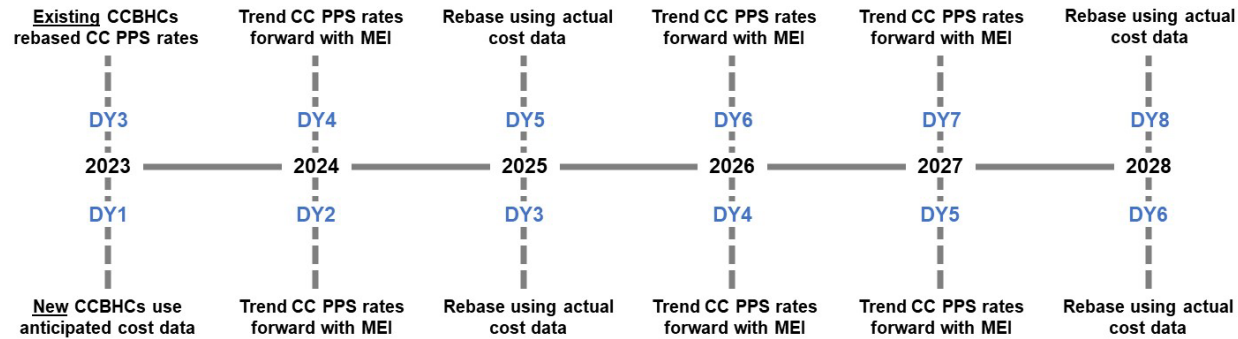 Existing CCBHCs
rebased CC PPS rates
Trend CC PPS rates
forward with MEI
Rebase using actual
cost data
Trend CC PPS rates
forward with MEI
Trend CC PPS rates
forward with MEI
Rebase using actual
cost data
DY3
DY4
DY5
DY6
DY7
DY8
2023
2024
2025
2026
2027
2028
DY1
DY2
DY3
DY4
DY5
DY6
New CCBHCs use
anticipated cost data
Trend CC PPS rates
forward with MEI
Rebase using actual
cost data
Trend CC PPS rates
forward with MEI
Trend CC PPS rates
forward with MEI
Rebase using actual
cost data